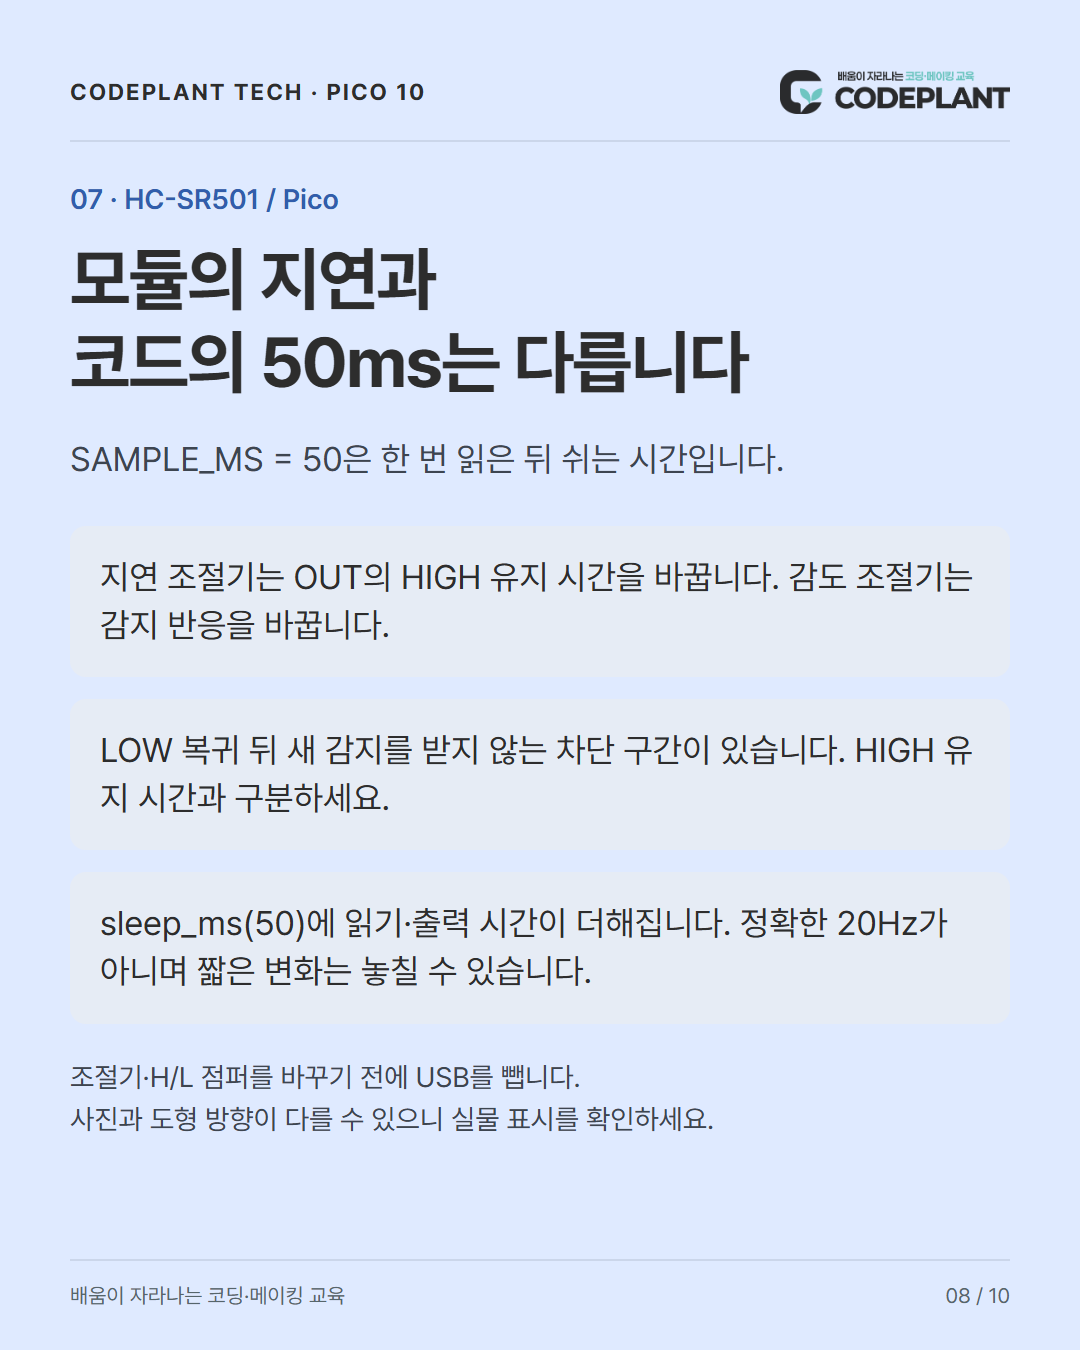 CODEPLANT TECH · PICO 10
배움이 자라나는 코딩·메이킹 교육
CODEPLANT
07 · HC-SR501 / Pico
모듈의 지연과
코드의 50ms는 다릅니다
SAMPLE_MS = 50은 한 번 읽은 뒤 쉬는 시간입니다.
지연 조절기는 OUT의 HIGH 유지 시간을 바꿉니다. 감도 조절기는
감지 반응을 바꿉니다.
LOW 복귀 뒤 새 감지를 받지 않는 차단 구간이 있습니다. HIGH 유
지 시간과 구분하세요.
sleep_ms(50)에 읽기·출력 시간이 더해집니다. 정확한 20Hz가
아니며 짧은 변화는 놓칠 수 있습니다.
조절기·H/L 점퍼를 바꾸기 전에 USB를 뺍니다.
사진과 도형 방향이 다를 수 있으니 실물 표시를 확인하세요.
배움이 자라나는 코딩·메이킹 교육
08 / 10